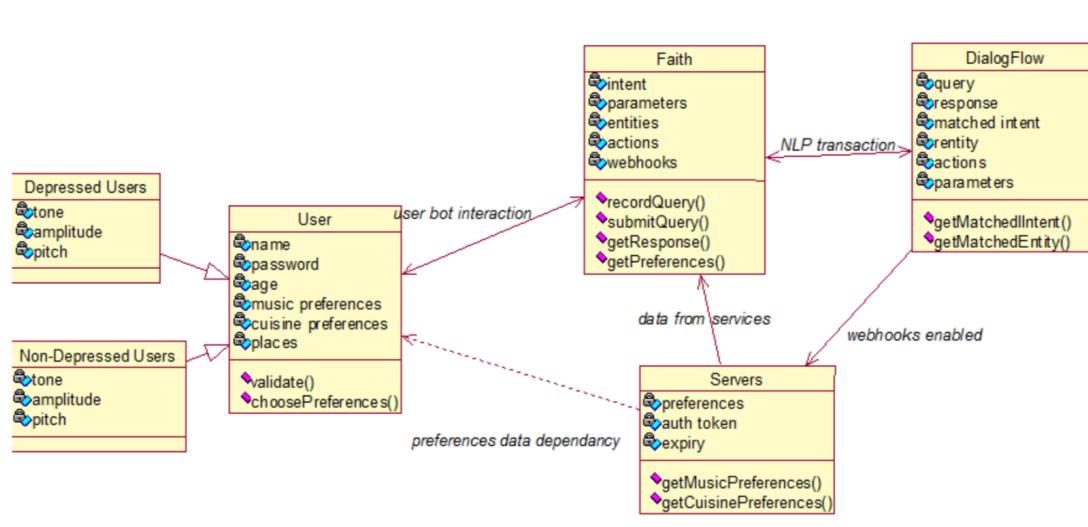 Faith
intent
parameters
entities
actions
webhooks
recordQuery()
submitQuery()
getResponse()
getPreferences()
DialogFlow
query
response
matched intent
rentity
actions
parameters
getMatchedIIntent()
getMatchedEntity()
NLP transaction
Depressed Users
tone
amplitude
pitch
User
name
password
age
music preferences
cuisine preferences
places
validate()
choosePreferences()
user bot interaction
Non-Depressed Users
tone
amplitude
pitch
data from services
webhooks enabled
Servers
preferences
auth token
expiry
getMusicPreferences()
getCuisinePreferences()
preferences data dependancy